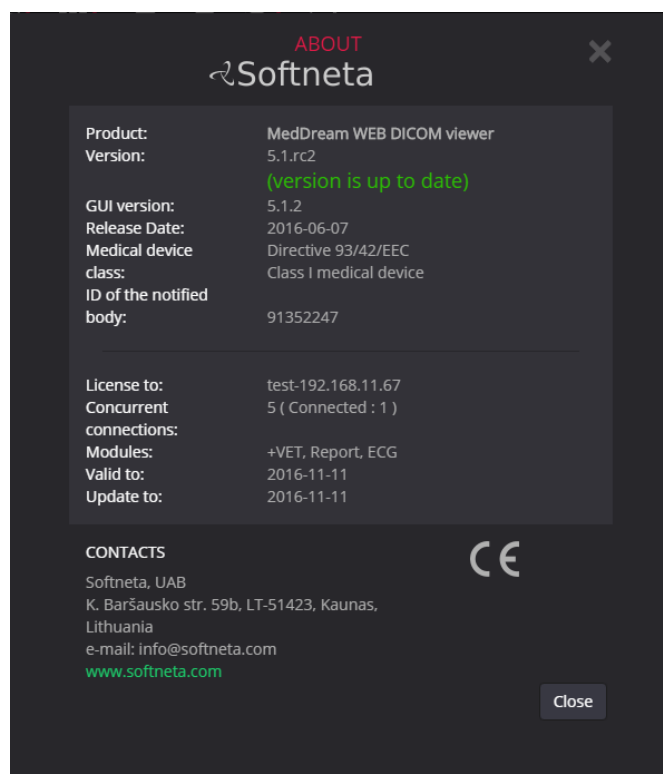 ABOUT
Softneta
Product: MedDream WEB DICOM viewer
Version: 5.1.rc2
(version is up to date)
GUI version: 5.1.2
Release Date: 2016-06-07
Medical device Directive 93/42/EEC
class: Class I medical device
ID of the notified
body: 91352247
License to: test-192.168.11.67
Concurrent 5 ( Connected : 1 )
connections:
Modules: +VET, Report, ECG
Valid to: 2016-11-11
Update to: 2016-11-11
CONTACTS
CE
Softneta, UAB
K. Baršausko str. 59b, LT-51423, Kaunas,
Lithuania
e-mail: info@softneta.com
www.softneta.com
Close